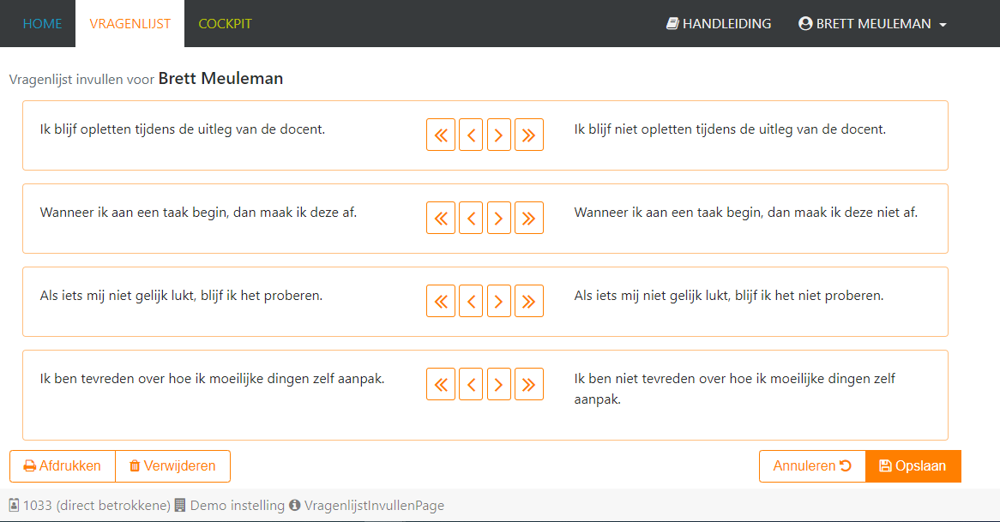 HOME VRAGENLIJST COCKPIT HANDLEIDING BRETT MEULEMAN
Vragenlijst invullen voor Brett Meuleman
Ik blijf opletten tijdens de uitleg van de docent. Ik blijf niet opletten tijdens de uitleg van de docent.
Wanneer ik aan een taak begin, dan maak ik deze af. Wanneer ik aan een taak begin, dan maak ik deze niet af.
Als iets mij niet gelijk lukt, blijf ik het proberen. Als iets mij niet gelijk lukt, blijf ik het niet proberen.
Ik ben tevreden over hoe ik moeilijke dingen zelf aanpak. Ik ben niet tevreden over hoe ik moeilijke dingen zelf
aanpak.
Afdrukken Verwijderen Annuleren Opslaan
1033 (direct betrokkene) Demo instelling VragenlijstInvullenPage